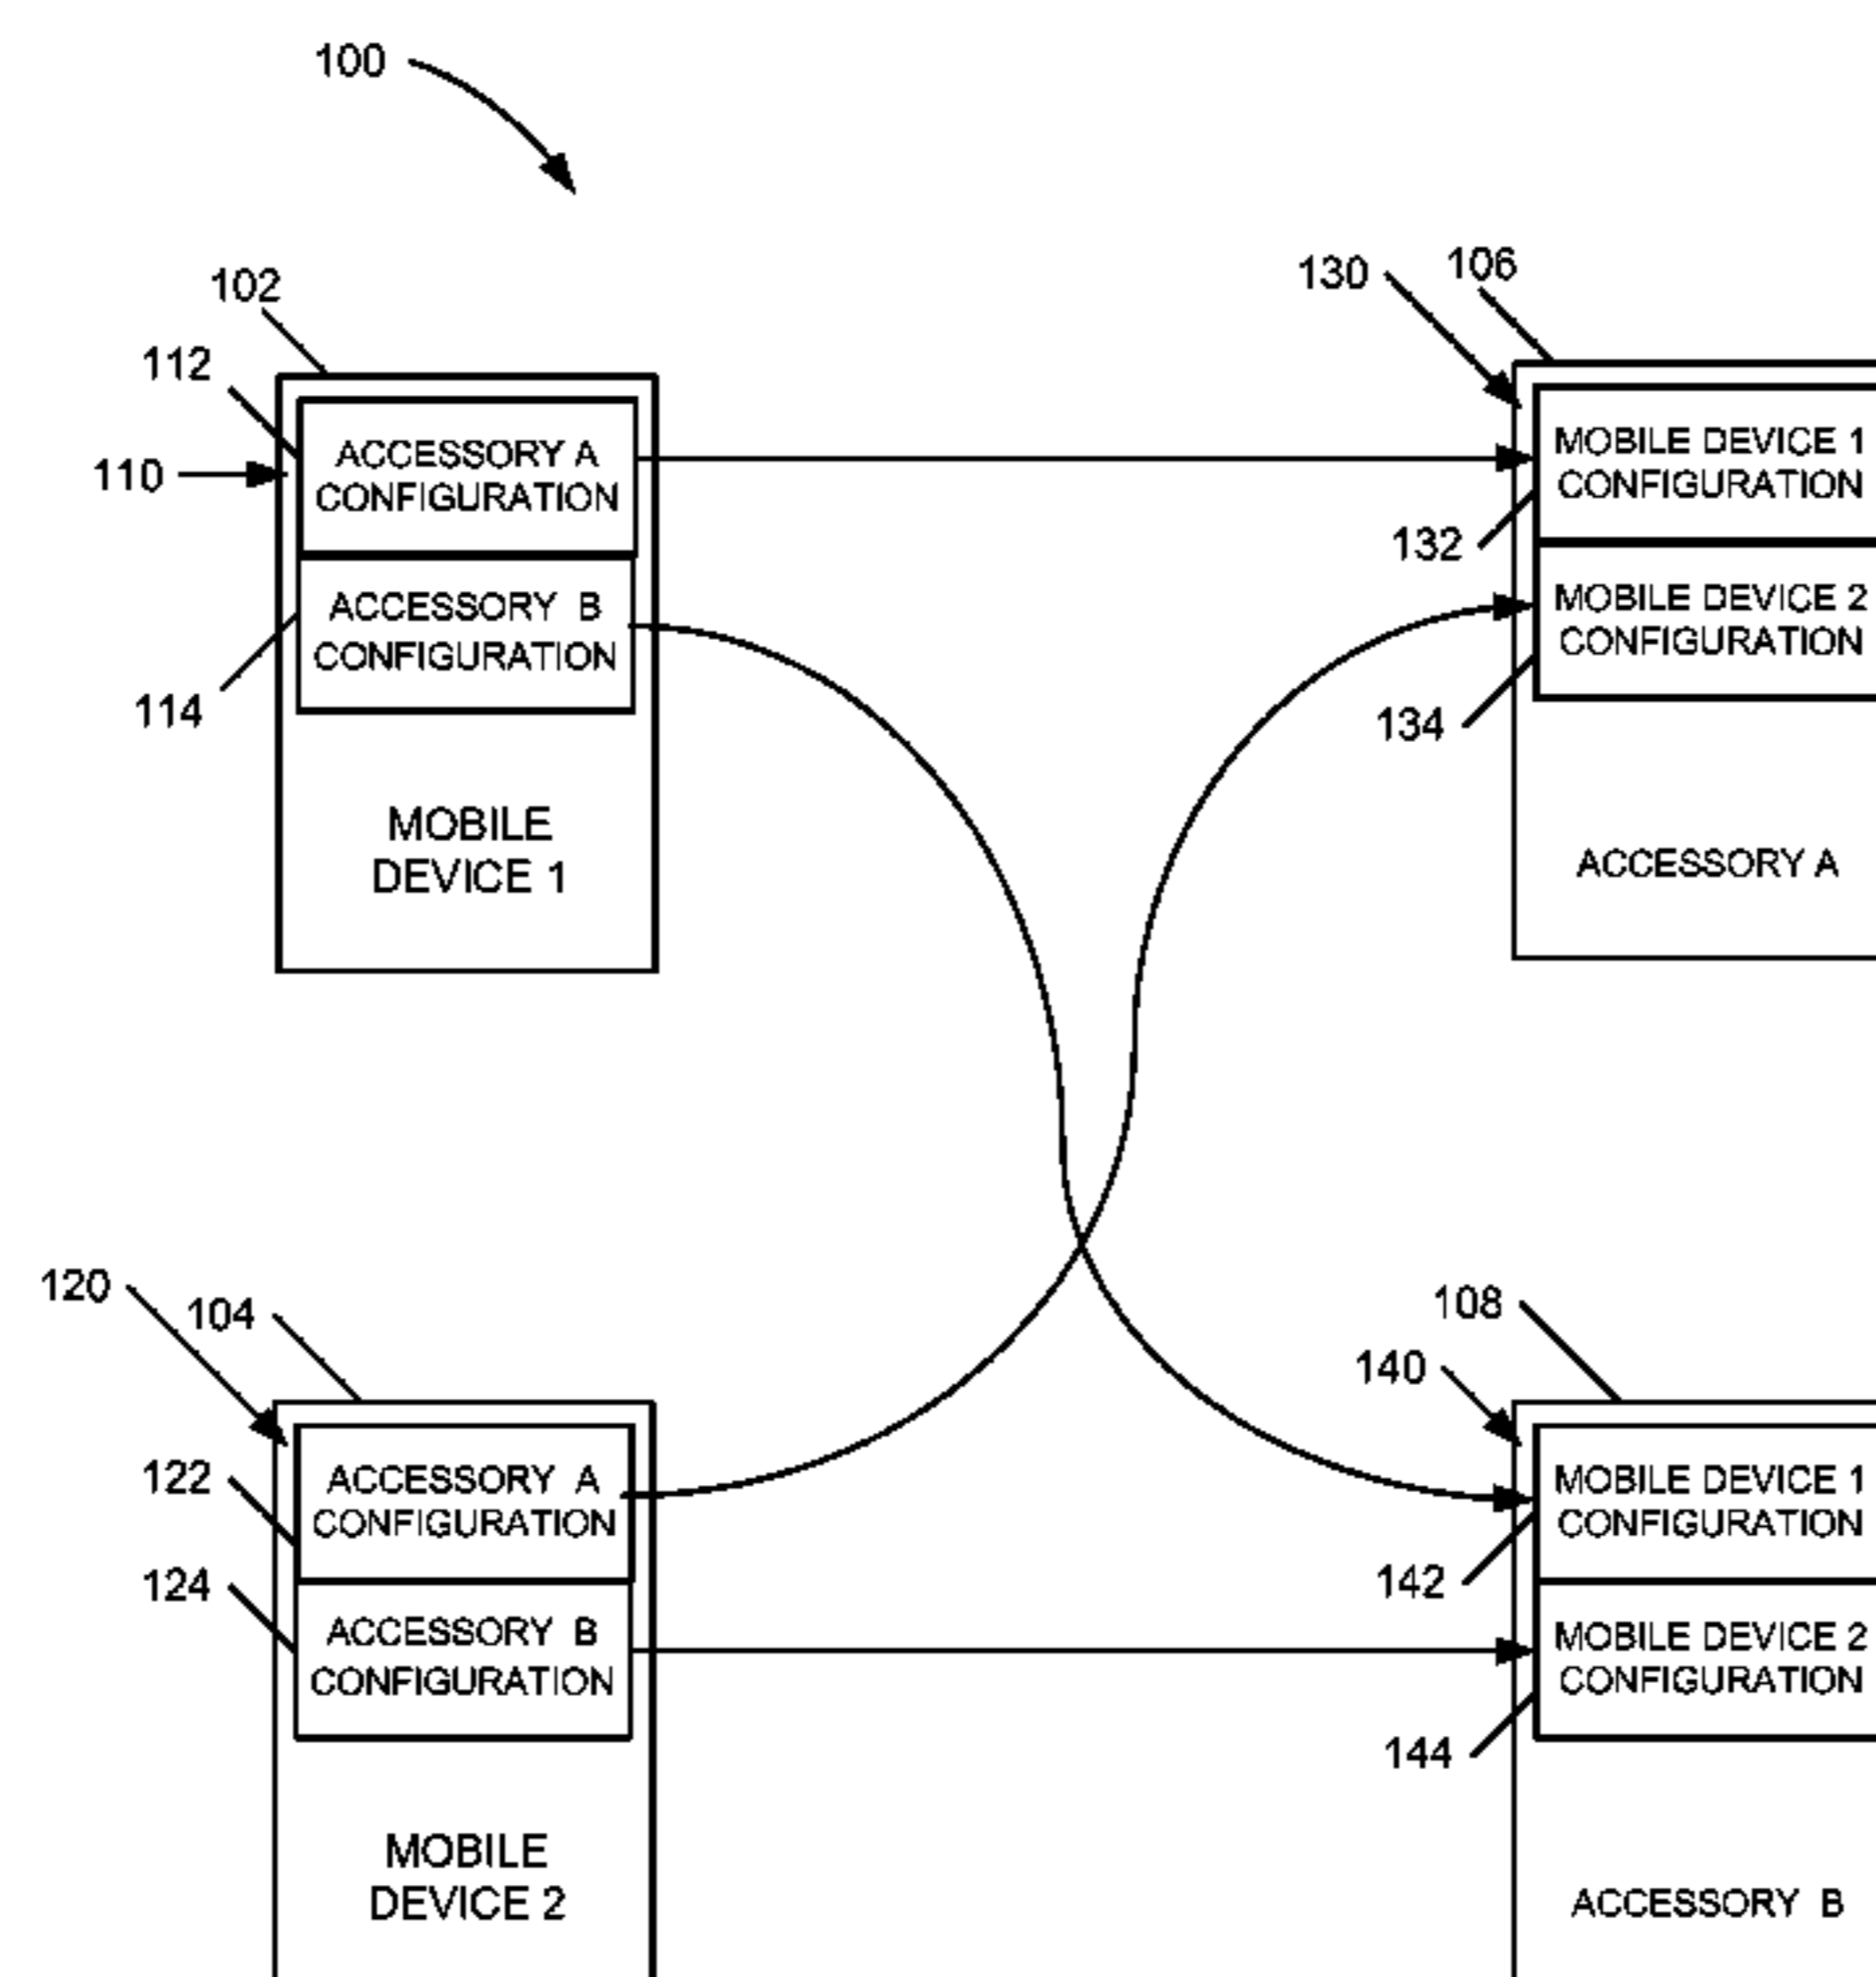 100
102
112
110
ACCESSORY A
CONFIGURATION
ACCESSORY B
CONFIGURATION
114
MOBILE
DEVICE 1
130
106
MOBILE DEVICE 1
CONFIGURATION
132
MOBILE DEVICE 2
CONFIGURATION
134
ACCESSORY A
120
104
122
ACCESSORY A
CONFIGURATION
124
ACCESSORY B
CONFIGURATION
MOBILE
DEVICE 2
108
140
MOBILE DEVICE 1
CONFIGURATION
142
MOBILE DEVICE 2
CONFIGURATION
144
ACCESSORY B